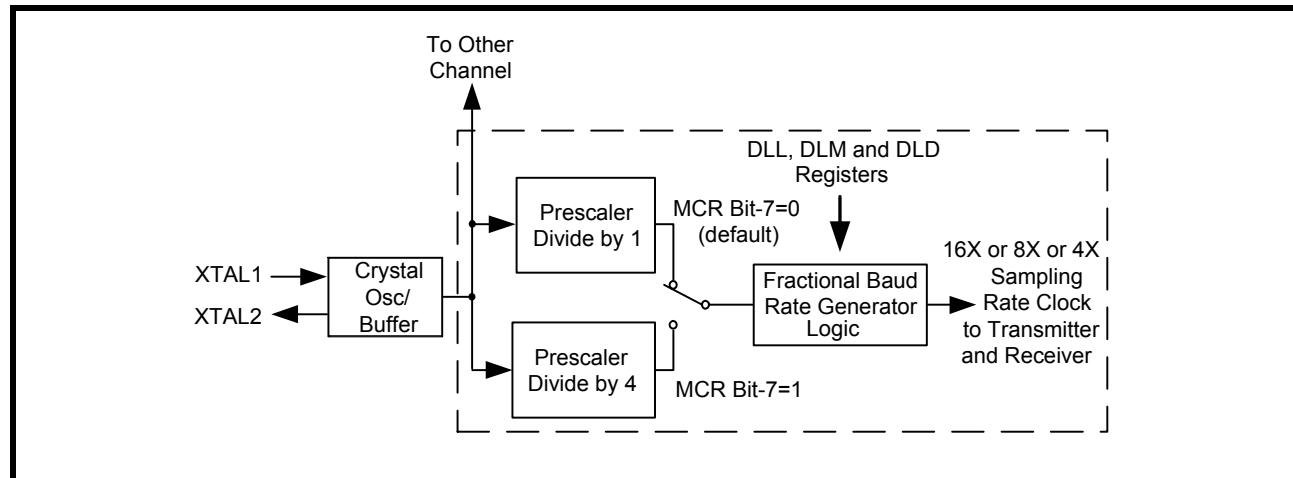 To Other
Channel
DLL, DLM and DLD
Registers
Prescaler
Divide by 1
MCR Bit-7=0
(default)
16X or 8X or 4X
Sampling
Rate Clock
to Transmitter
and Receiver
XTAL1
XTAL2
Crystal
Osc/
Buffer
Fractional Baud
Rate Generator
Logic
Prescaler
Divide by 4
MCR Bit-7=1